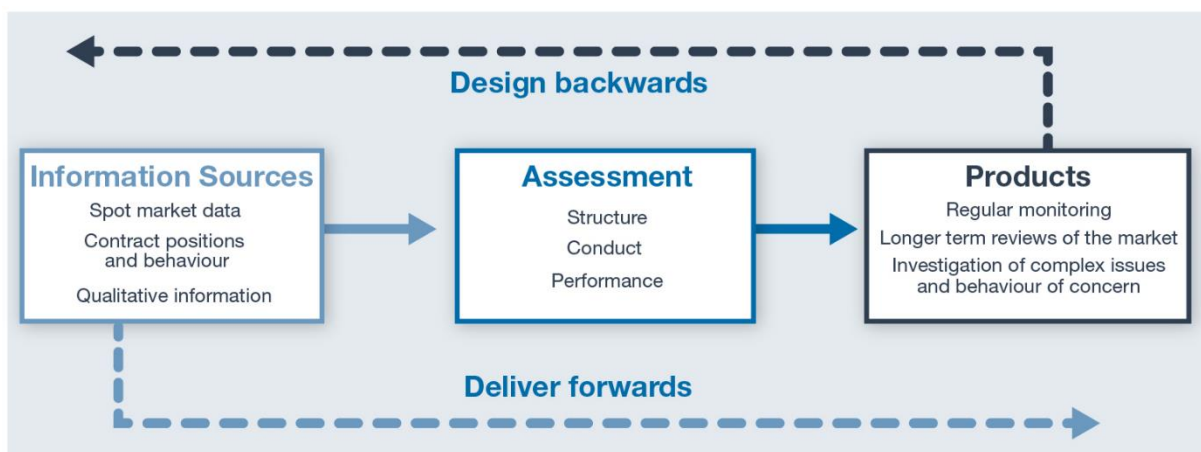 Design backwards
Information Sources
Spot market data
Contract positions
and behaviour
Qualitative information
Assessment
Structure
Conduct
Performance
Products
Regular monitoring
Longer term reviews of the market
Investigation of complex issues
and behaviour of concern
Deliver forwards